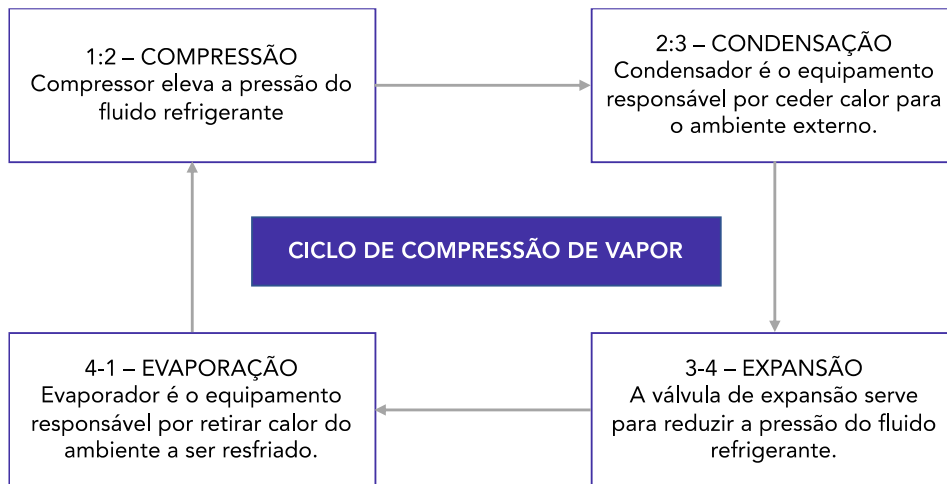 1:2 – COMPRESSÃO
Compressor eleva a pressão do
fluido refrigerante
2:3 – CONDENSAÇÃO
Condensador é o equipamento
responsável por ceder calor para
o ambiente externo.
CICLO DE COMPRESSÃO DE VAPOR
4-1 – EVAPORAÇÃO
Evaporador é o equipamento
responsável por retirar calor do
ambiente a ser resfriado.
3-4 – EXPANSÃO
A válvula de expansão serve
para reduzir a pressão do fluido
refrigerante.